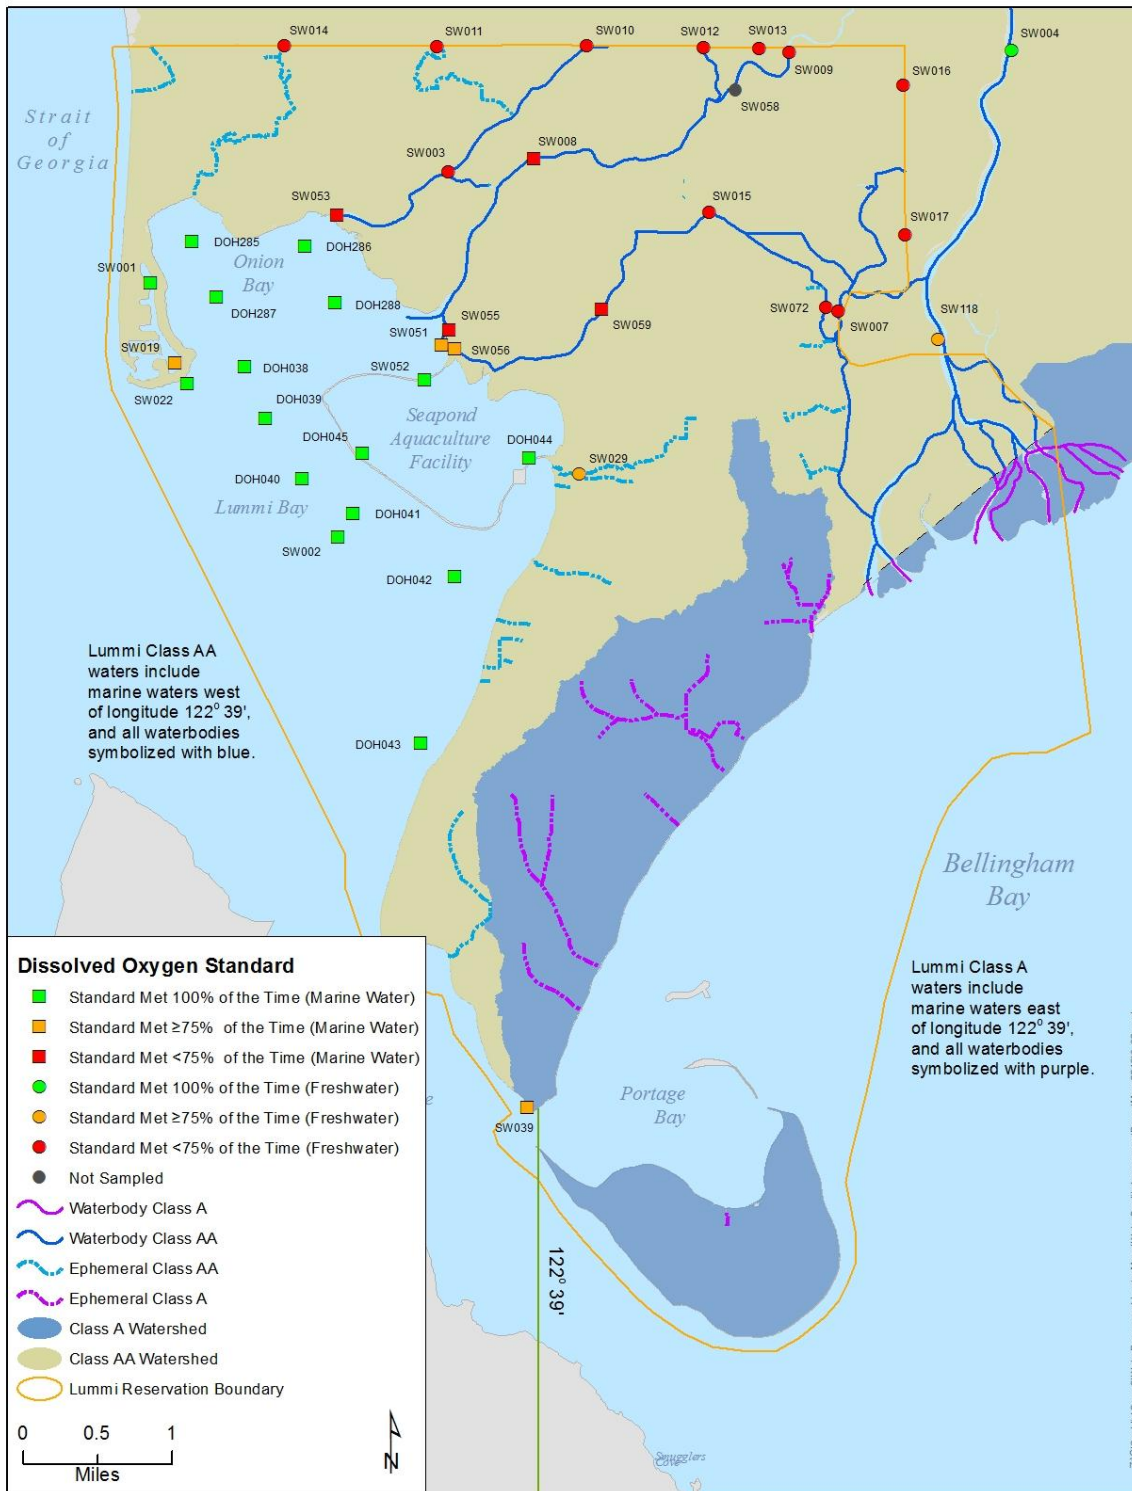 SW014
SW011
SW010
SW012
SW013
SW004
SW009
SW016
SW058
Strait
of
Georgia
SW008
SW003
SW053
SW015
SW017
DOH285
DOH286
Onion
Bay
SW001
DOH287
DOH288
SW055
SW051
SW056
SW059
SW072
SW007
SW118
SW019
SW022
DOH038
SW052
DOH039
Seapond
Aquaculture
Facility
DOH045
DOH044
SW029
DOH040
Lummi Bay
DOH041
SW002
DOH042
Lummi Class AA
waters include
marine waters west
of longitude 122° 39',
and all waterbodies
symbolized with blue.
DOH043
Bellingham
Bay
Lummi Class A
waters include
marine waters east
of longitude 122° 39',
and all waterbodies
symbolized with purple.
Portage
Bay
SW039
122° 39'
Smugglers
Cove
Dissolved Oxygen Standard
Standard Met 100% of the Time (Marine Water)
Standard Met ≥75% of the Time (Marine Water)
Standard Met <75% of the Time (Marine Water)
Standard Met 100% of the Time (Freshwater)
Standard Met ≥75% of the Time (Freshwater)
Standard Met <75% of the Time (Freshwater)
Not Sampled
Waterbody Class A
Waterbody Class AA
Ephemeral Class AA
Ephemeral Class A
Class A Watershed
Class AA Watershed
Lummi Reservation Boundary
0 0.5 1
Miles
N